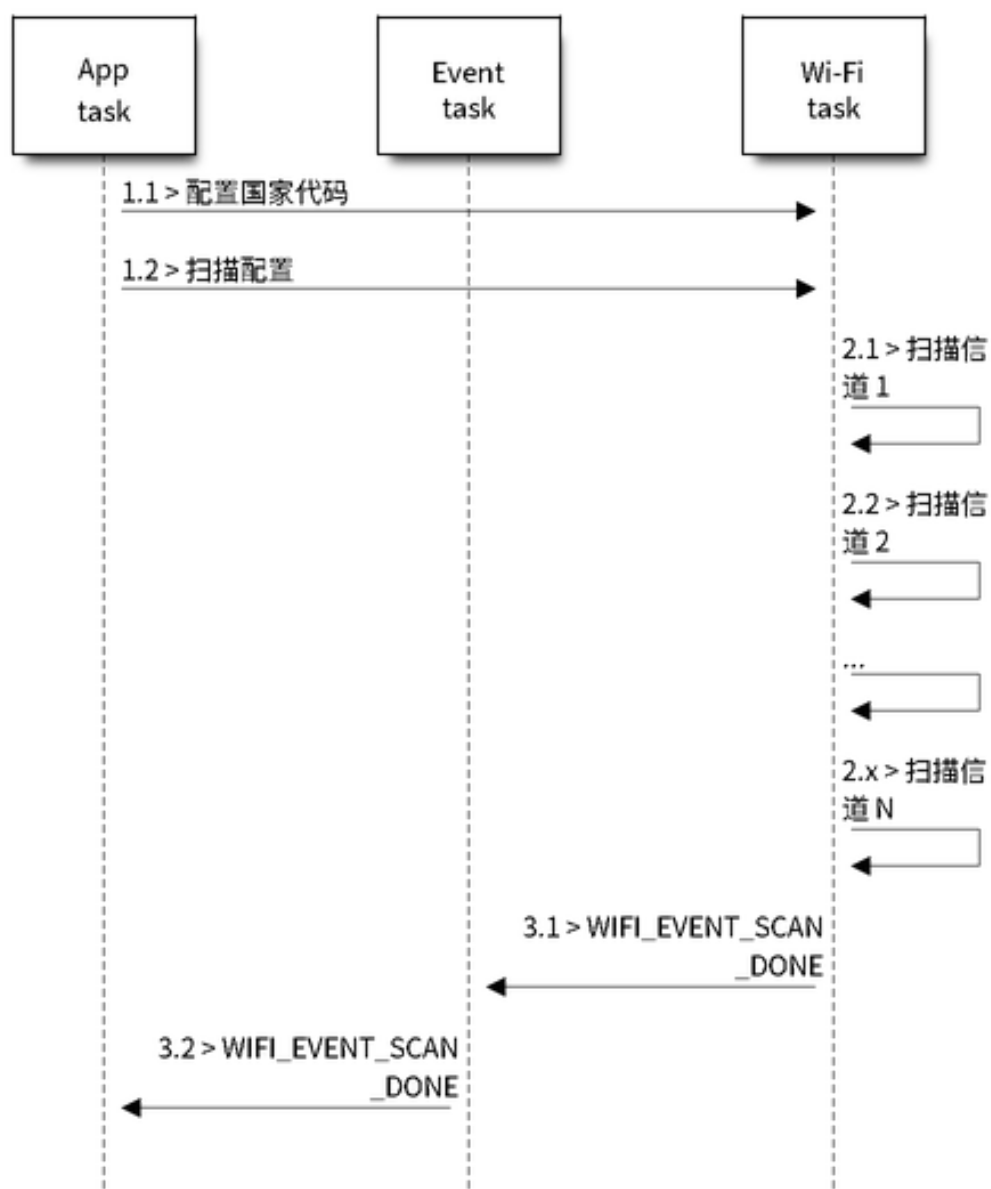 App
task
Event
task
Wi-Fi
task
1.1 > 配置国家代码
1.2 > 扫描配置
2.1 > 扫描信
道 1
2.2 > 扫描信
道 2
...
2.x > 扫描信
道 N
3.1 > WIFI_EVENT_SCAN
_DONE
3.2 > WIFI_EVENT_SCAN
_DONE